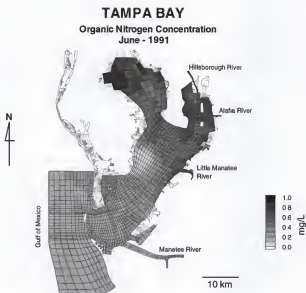 TAMPA BAY
Organic Nitrogen Concentration
June - 1991
Hillsborough River
N
Alafia River
Little Manatee
River
Gulf of Mexico
1.0
0.8
0.6
0.4
0.2
0.0
mg/L
Manatee River
10 km